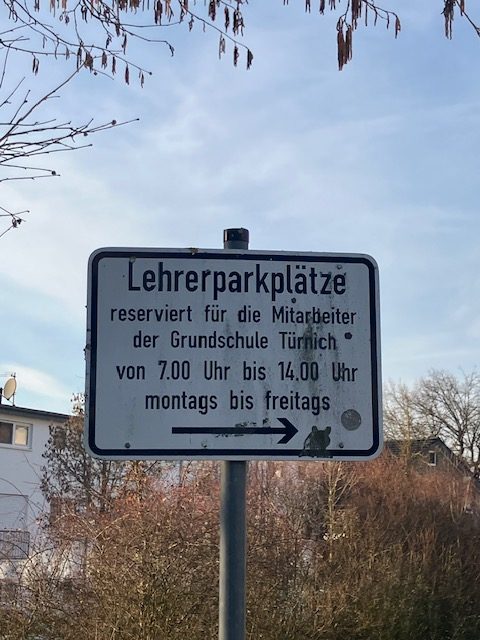 Lehrerparkplätze
reserviert für die Mitarbeiter
der Grundschule Türnich
von 7.00 Uhr bis 14.00 Uhr
montags bis freitags